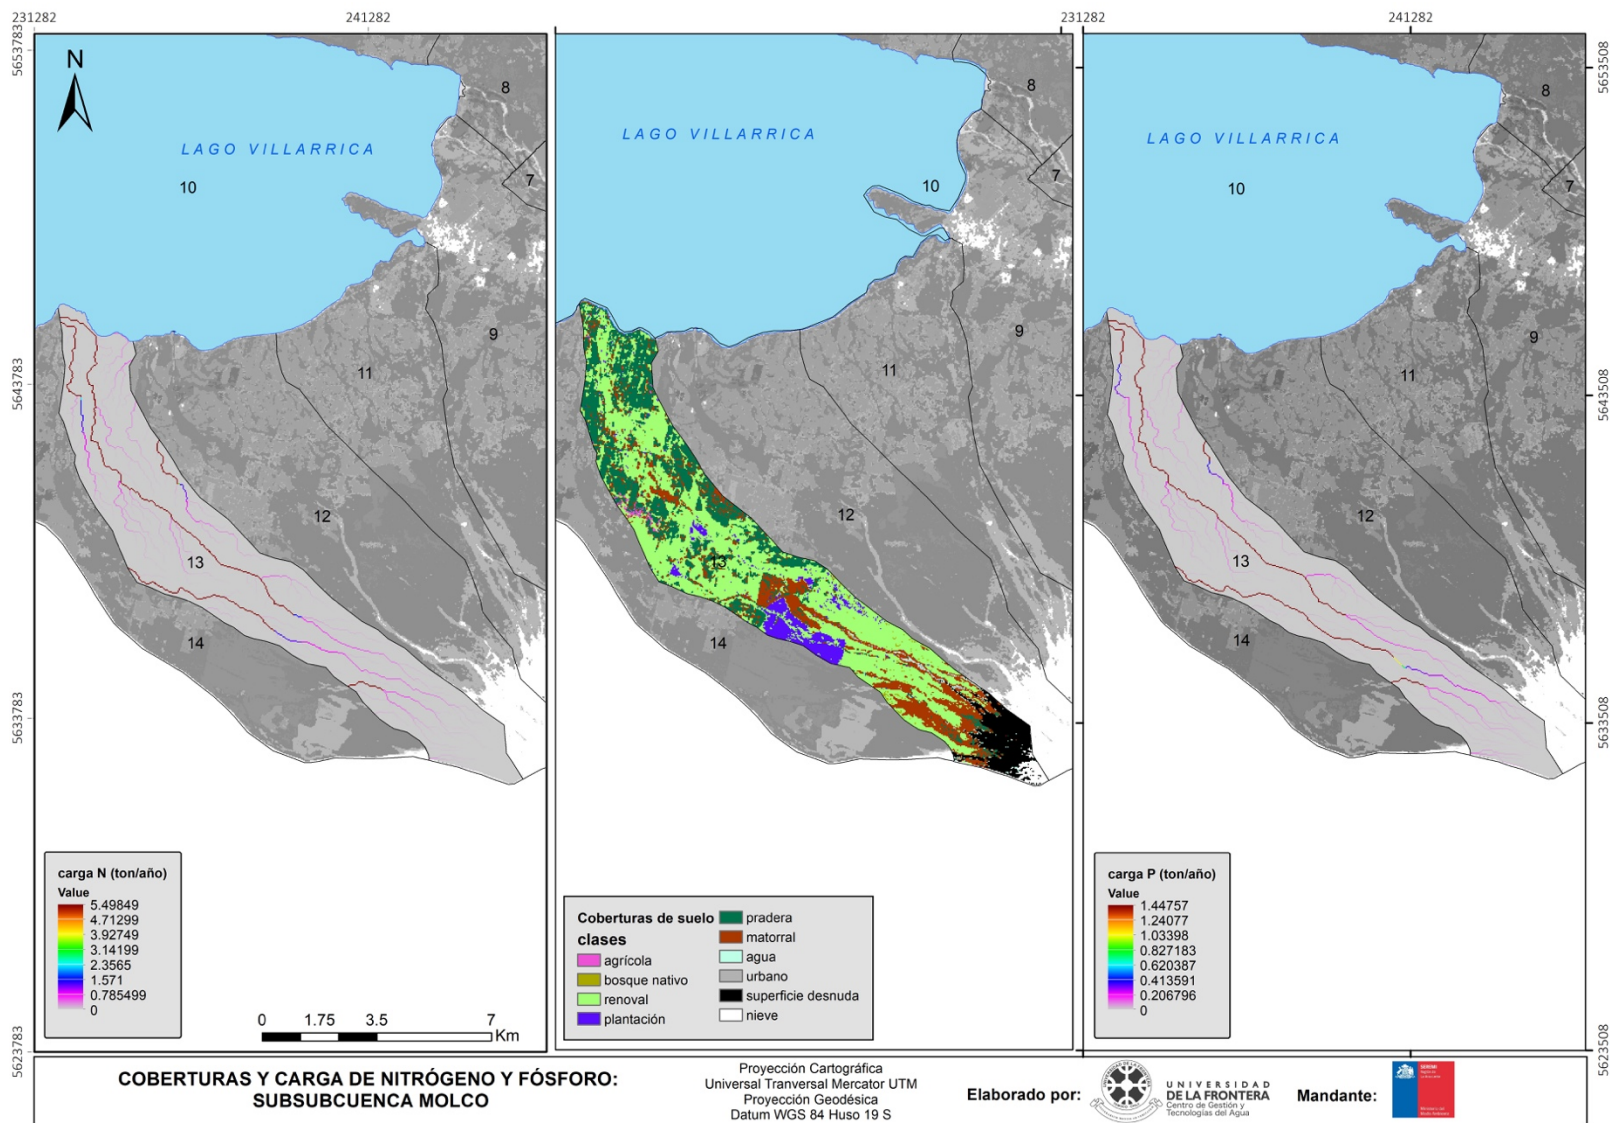 231282
241282
231282
241282
5653783
5643783
5633783
5623783
N
LAGO VILLARRICA
10
8
7
9
11
12
13
14
LAGO VILLARRICA
10
8
7
9
11
12
13
14
LAGO VILLARRICA
10
8
7
9
11
12
13
14
5653508
5643508
5633508
5623508
carga N (ton/año)
Value
5.49849
4.71299
3.92749
3.14199
2.3565
1.571
0.785499
0
0 1.75 3.5 7
Km
Coberturas de suelo
clases
agrícola
bosque nativo
renoval
plantación
pradera
matorral
agua
urbano
superficie desnuda
nieve
carga P (ton/año)
Value
1.44757
1.24077
1.03398
0.827183
0.620387
0.413591
0.206796
0
COBERTURAS Y CARGA DE NITRÓGENO Y FÓSFORO:
SUBSUBCUENCA MOLCO
Proyección Cartográfica
Universal Tranversal Mercator UTM
Proyección Geodésica
Datum WGS 84 Huso 19 S
Elaborado por:
UNIVERSIDAD
DE LA FRONTERA
Centro de Gestión y
Tecnologías del Agua
Mandante: